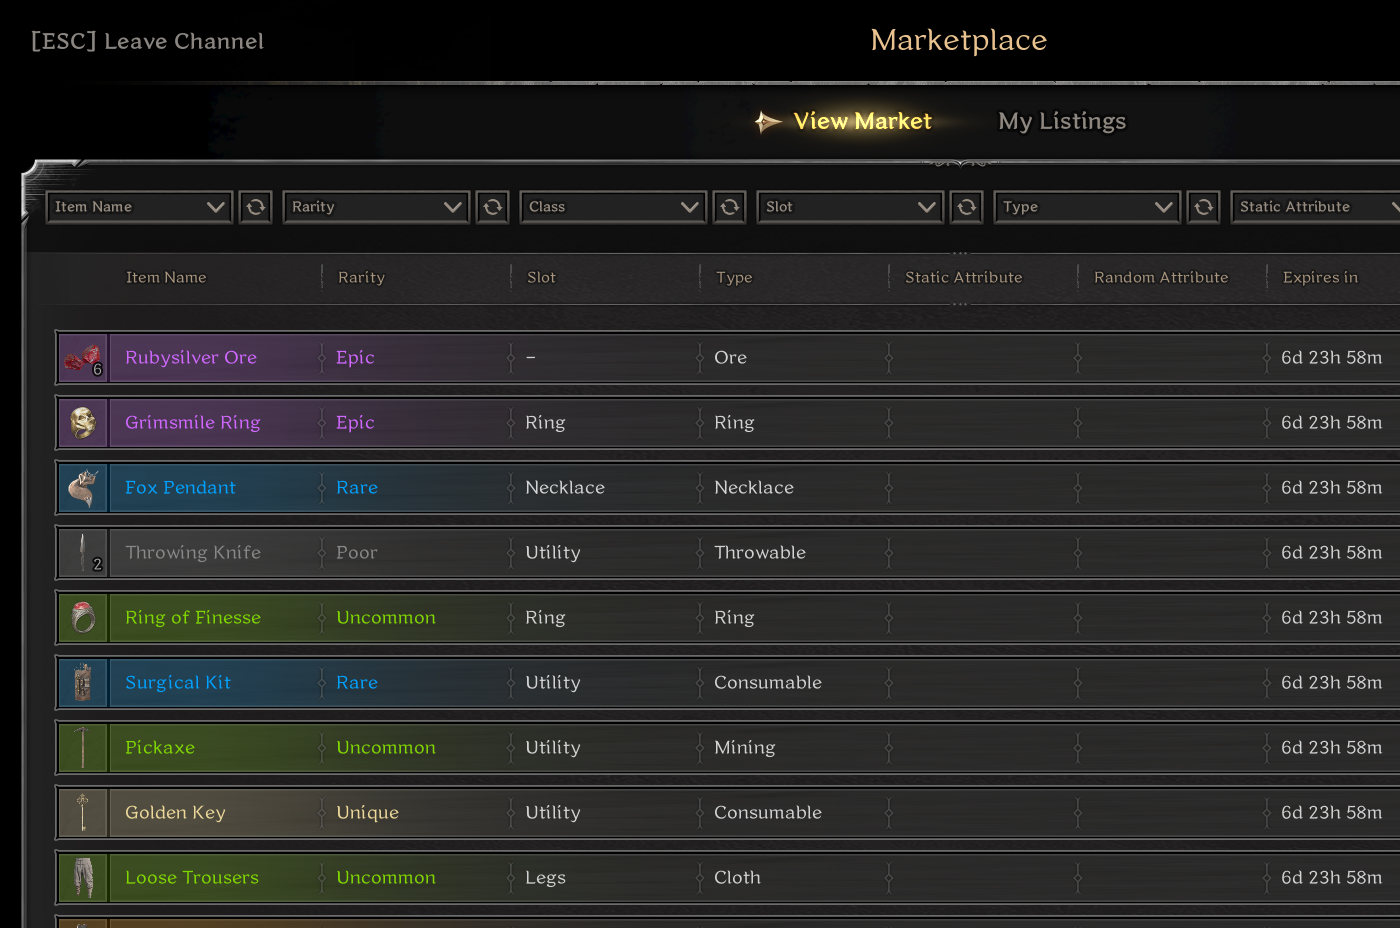 [ESC] Leave Channel
Marketplace
View Market
My Listings
Item Name
Rarity
Class
Slot
Type
Static Attribute
Item Name
Rarity
Slot
Type
Static Attribute
Random Attribute
Expires in
6
Rubysilver Ore
Epic
–
Ore
6d 23h 58m
Grimsmile Ring
Epic
Ring
Ring
6d 23h 58m
Fox Pendant
Rare
Necklace
Necklace
6d 23h 58m
2
Throwing Knife
Poor
Utility
Throwable
6d 23h 58m
Ring of Finesse
Uncommon
Ring
Ring
6d 23h 58m
Surgical Kit
Rare
Utility
Consumable
6d 23h 58m
Pickaxe
Uncommon
Utility
Mining
6d 23h 58m
Golden Key
Unique
Utility
Consumable
6d 23h 58m
Loose Trousers
Uncommon
Legs
Cloth
6d 23h 58m